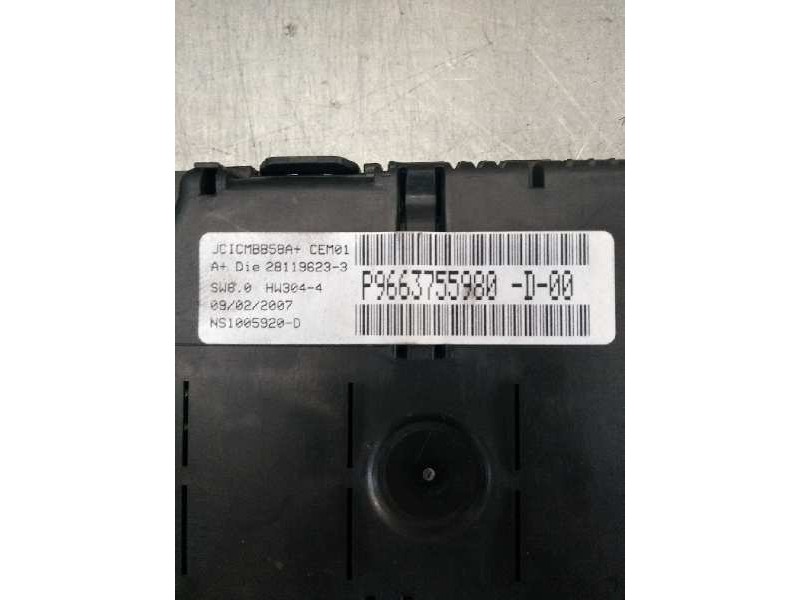 JCICMBB58A+ CEM01
A+ Die 28119623-3
SW8.0 HW304-4
09/02/2007
NS1005920-D
P9663755980 -D-00